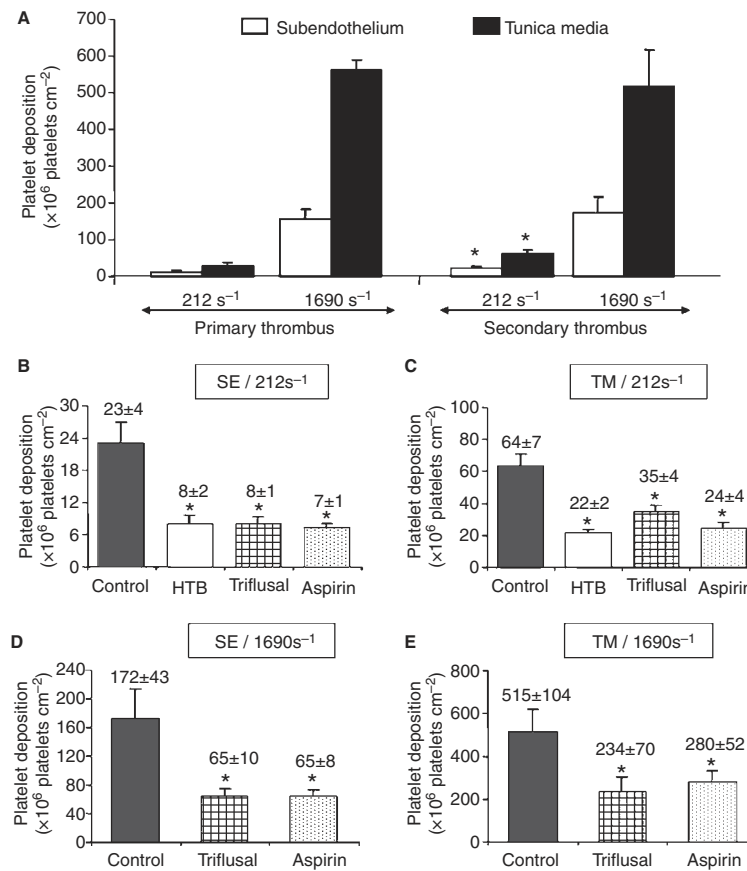 A
Subendothelium
Tunica media
Platelet deposition
(×10⁶ platelets cm⁻²)
700
600
500
400
300
200
100
0
*
*
212 s⁻¹
1690 s⁻¹
212 s⁻¹
1690 s⁻¹
Primary thrombus
Secondary thrombus
B
SE / 212s⁻¹
Platelet deposition
(×10⁶ platelets cm⁻²)
30
24
18
12
6
0
23±4
8±2
*
8±1
*
7±1
*
Control
HTB
Triflusal
Aspirin
C
TM / 212s⁻¹
Platelet deposition
(×10⁶ platelets cm⁻²)
100
80
60
40
20
0
64±7
22±2
*
35±4
*
24±4
*
Control
HTB
Triflusal
Aspirin
D
SE / 1690s⁻¹
Platelet deposition
(×10⁶ platelets cm⁻²)
240
200
160
120
80
40
0
172±43
65±10
*
65±8
*
Control
Triflusal
Aspirin
E
TM / 1690s⁻¹
Platelet deposition
(×10⁶ platelets cm⁻²)
800
600
400
200
0
515±104
234±70
*
280±52
*
Control
Triflusal
Aspirin